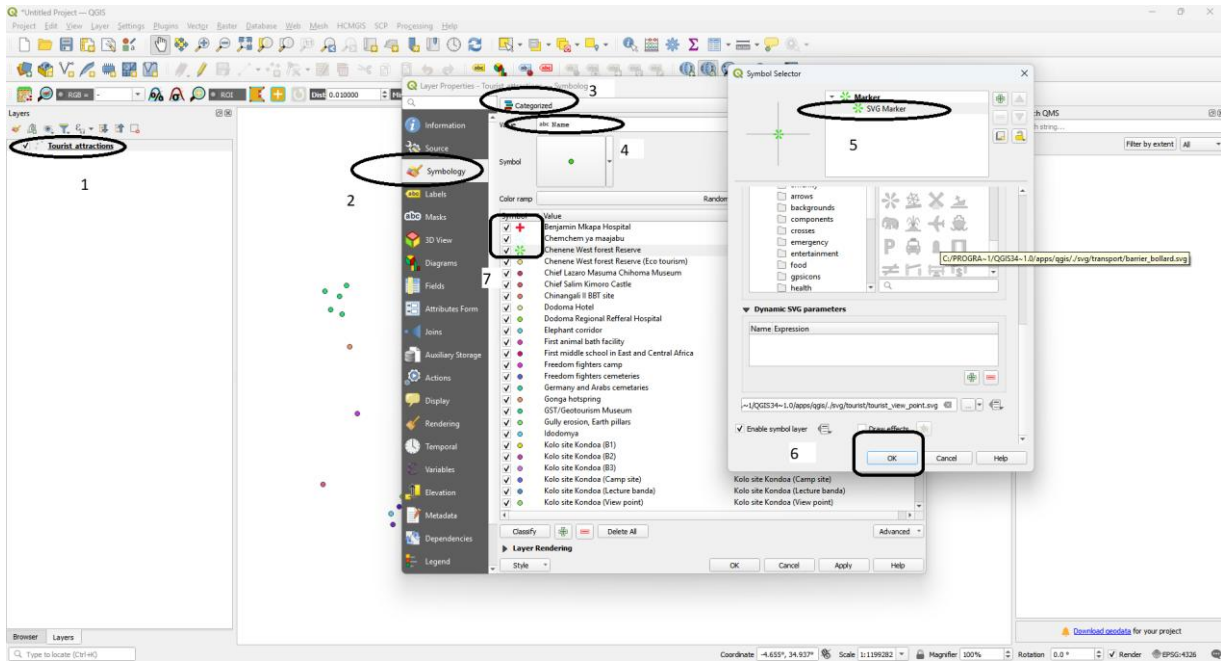 *Untitled Project — QGIS
Project Edit View Layer Settings Plugins Vector Raster Database Web Mesh HCMGIS SCP Processing Help
RGB = -
ROI
Dist 0.010000
Layers
Tourist attractions
1
2
Layer Properties - Tourist
3
Information
Source
Symbology
Labels
Masks
3D View
Diagrams
Fields
Attributes Form
Joins
Auxiliary Storage
Actions
Display
Rendering
Temporal
Variables
Elevation
Metadata
Dependencies
Legend
Categorized
abc Name
4
Symbol
Color ramp
Random
Symbol Value
Benjamin Mkapa Hospital
Chemchem ya maajabu
Chenene West forest Reserve
Chenene West forest Reserve (Eco tourism)
7
Chief Lazaro Masuma Chihoma Museum
Chief Salim Kimoro Castle
Chinangali II BBT site
Dodoma Hotel
Dodoma Regional Refferal Hospital
Elephant corridor
First animal bath facility
First middle school in East and Central Africa
Freedom fighters camp
Freedom fighters cemeteries
Germany and Arabs cemetaries
Gonga hotspring
GST/Geotourism Museum
Gully erosion, Earth pillars
Idodomya
Kolo site Kondoa (B1)
Kolo site Kondoa (B2)
Kolo site Kondoa (B3)
Kolo site Kondoa (Camp site) Kolo site Kondoa (Camp site)
Kolo site Kondoa (Lecture banda) Kolo site Kondoa (Lecture banda)
Kolo site Kondoa (View point) Kolo site Kondoa (View point)
Classify Delete All Advanced
Layer Rendering
Style OK Cancel Apply Help
Symbol Selector
Marker
SVG Marker
5
arrows
backgrounds
components
crosses
emergency
entertainment
food
gpsicons
health
C:/PROGRA~1/QGIS34~1.0/apps/qgis/./svg/transport/barrier_bollard.svg
Dynamic SVG parameters
Name Expression
~1/QGIS34~1.0/apps/qgis/./svg/tourist/tourist_view_point.svg
Enable symbol layer Draw effects
6
OK Cancel Help
QMS
string...
Filter by extent All
Download geodata for your project
Browser Layers
Type to locate (Ctrl+K)
Coordinate -4.655°, 34.937° Scale 1:1199282 Magnifier 100% Rotation 0.0 ° Render EPSG:4326